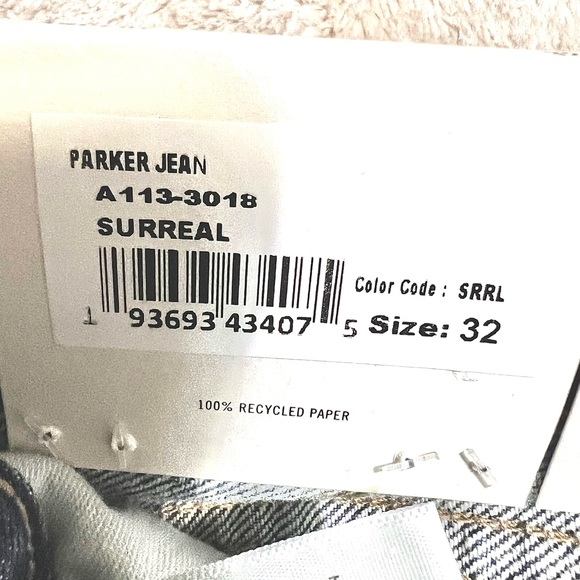 PARKER JEAN
A113-3018
SURREAL
Color Code : SRRL
1 93693 43407 5 Size: 32
100% RECYCLED PAPER